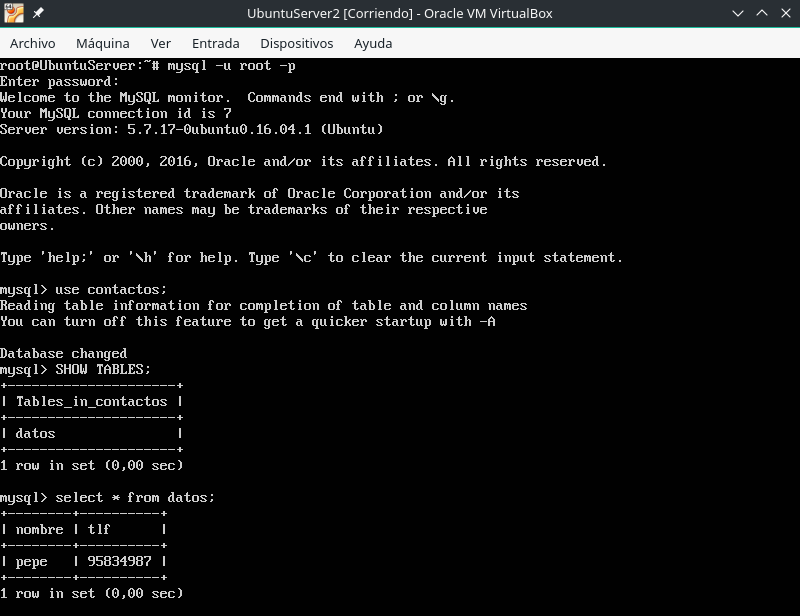 UbuntuServer2 [Corriendo] - Oracle VM VirtualBox
Archivo Máquina Ver Entrada Dispositivos Ayuda
root@UbuntuServer:~# mysql -u root -p
Enter password:
Welcome to the MySQL monitor.  Commands end with ; or \g.
Your MySQL connection id is 7
Server version: 5.7.17-0ubuntu0.16.04.1 (Ubuntu)
Copyright (c) 2000, 2016, Oracle and/or its affiliates. All rights reserved.
Oracle is a registered trademark of Oracle Corporation and/or its
affiliates. Other names may be trademarks of their respective
owners.
Type 'help;' or '\h' for help. Type '\c' to clear the current input statement.
mysql> use contactos;
Reading table information for completion of table and column names
You can turn off this feature to get a quicker startup with -A
Database changed
mysql> SHOW TABLES;
+---------------------+
| Tables_in_contactos |
+---------------------+
| datos               |
+---------------------+
1 row in set (0,00 sec)
mysql> select * from datos;
+--------+----------+
| nombre | tlf      |
+--------+----------+
| pepe   | 95834987 |
+--------+----------+
1 row in set (0,00 sec)